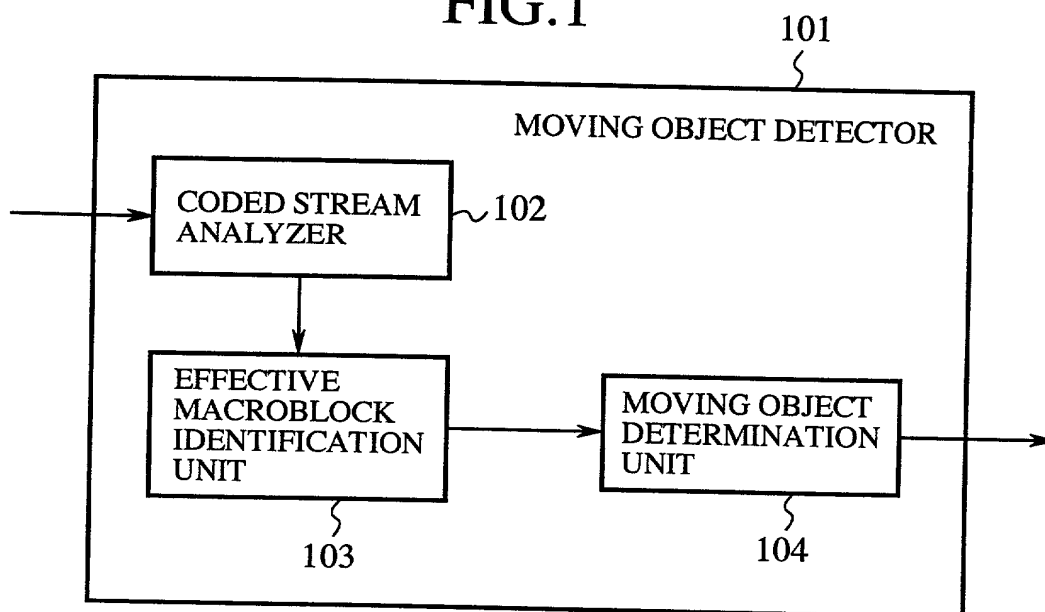 FIG.1
101
MOVING OBJECT DETECTOR
CODED STREAM
ANALYZER
102
EFFECTIVE
MACROBLOCK
IDENTIFICATION
UNIT
103
MOVING OBJECT
DETERMINATION
UNIT
104